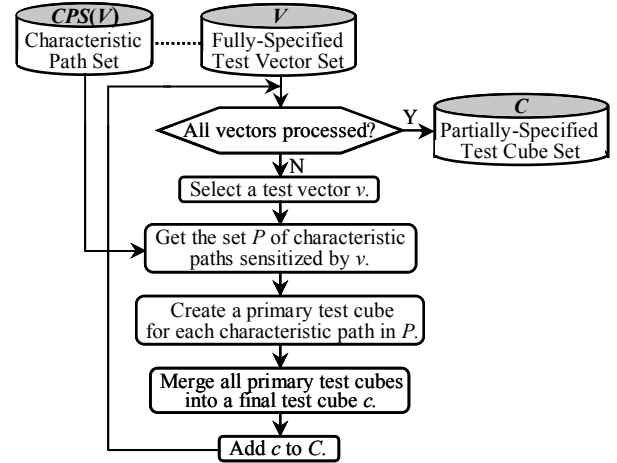 CPS(V)
Characteristic
Path Set
V
Fully-Specified
Test Vector Set
All vectors processed?
Y
C
Partially-Specified
Test Cube Set
N
Select a test vector v.
Get the set P of characteristic
paths sensitized by v.
Create a primary test cube
for each characteristic path in P.
Merge all primary test cubes
into a final test cube c.
Add c to C.